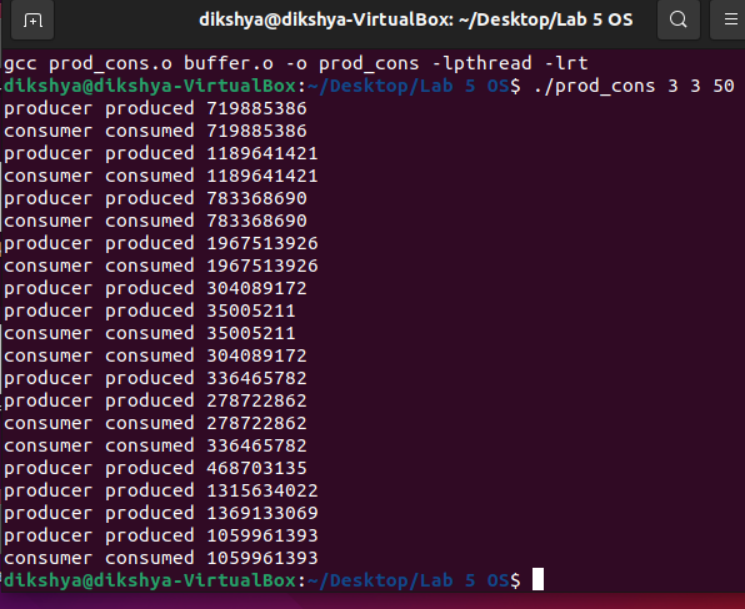 dikshya@dikshya-VirtualBox: ~/Desktop/Lab 5 OS
gcc prod_cons.o buffer.o -o prod_cons -lpthread -lrt
dikshya@dikshya-VirtualBox:~/Desktop/Lab 5 OS$ ./prod_cons 3 3 50
producer produced 719885386
consumer consumed 719885386
producer produced 1189641421
consumer consumed 1189641421
producer produced 783368690
consumer consumed 783368690
producer produced 1967513926
consumer consumed 1967513926
producer produced 304089172
producer produced 35005211
consumer consumed 35005211
consumer consumed 304089172
producer produced 336465782
producer produced 278722862
consumer consumed 278722862
consumer consumed 336465782
producer produced 468703135
producer produced 1315634022
producer produced 1369133069
producer produced 1059961393
consumer consumed 1059961393
dikshya@dikshya-VirtualBox:~/Desktop/Lab 5 OS$